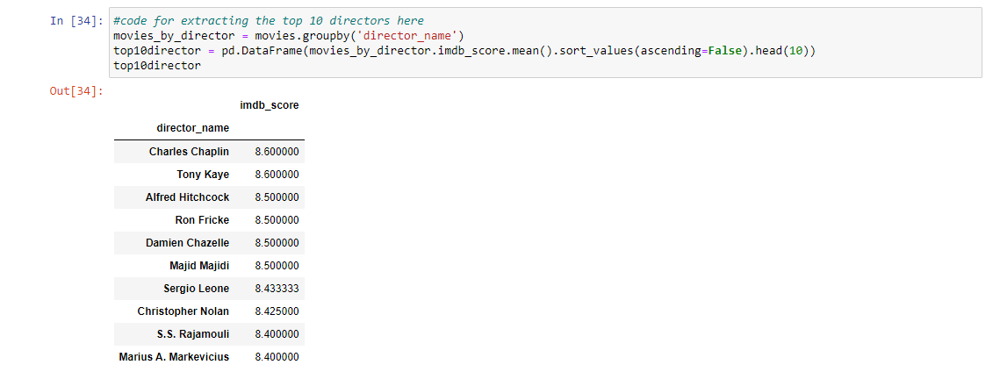 In [34]: #code for extracting the top 10 directors here
movies_by_director = movies.groupby('director_name')
top10director = pd.DataFrame(movies_by_director.imdb_score.mean().sort_values(ascending=False).head(10))
top10director
Out[34]:
imdb_score
director_name
Charles Chaplin 8.600000
Tony Kaye 8.600000
Alfred Hitchcock 8.500000
Ron Fricke 8.500000
Damien Chazelle 8.500000
Majid Majidi 8.500000
Sergio Leone 8.433333
Christopher Nolan 8.425000
S.S. Rajamouli 8.400000
Marius A. Markevicius 8.400000